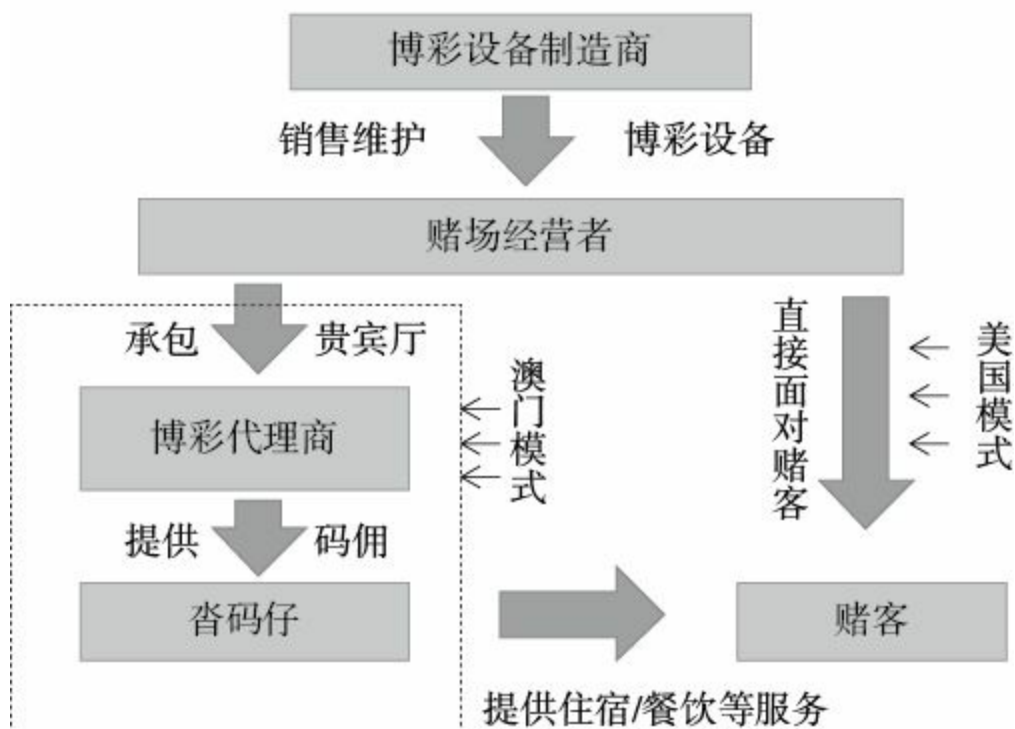 博彩设备制造商
销售维护
博彩设备
赌场经营者
承包
贵宾厅
直接面对赌客
美国模式
澳门模式
博彩代理商
提供
码佣
沓码仔
赌客
提供住宿/餐饮等服务